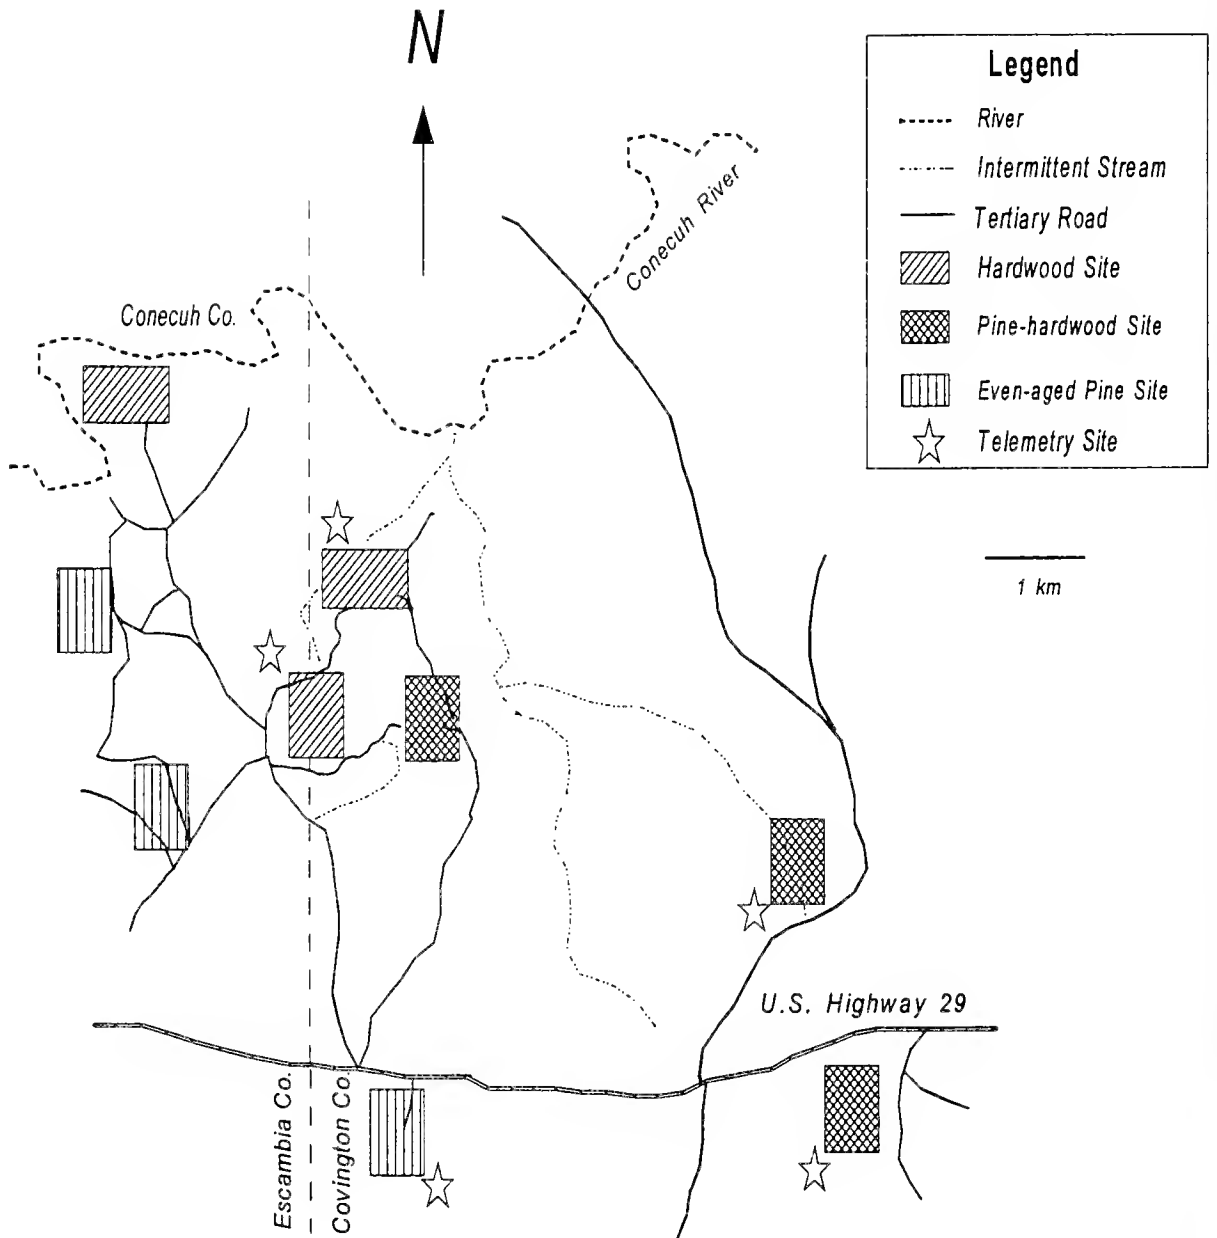 N
Legend
River
Intermittent Stream
Tertiary Road
Hardwood Site
Pine-hardwood Site
Even-aged Pine Site
Telemetry Site
Conecuh River
Conecuh Co.
1 km
U.S. Highway 29
Escambia Co.
Covington Co.